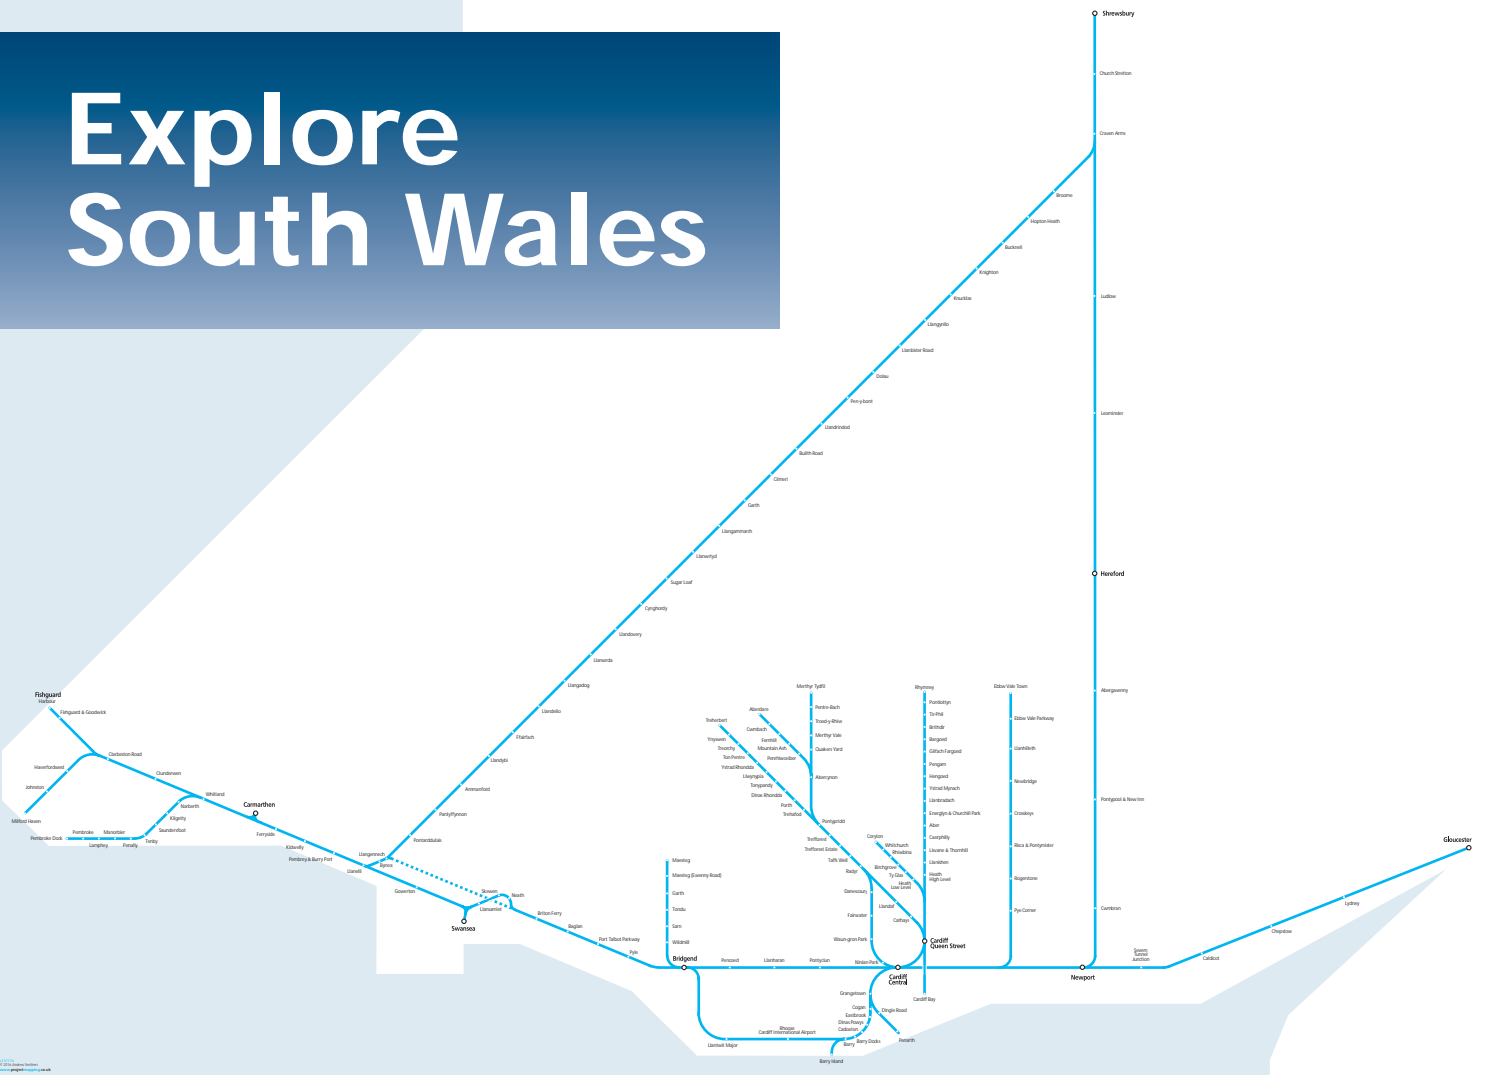 Explore
South Wales
Shrewsbury
Church Stretton
Craven Arms
Broome
Hopton Heath
Bucknell
Knighton
Knucklas
Llangynllo
Llanbister Road
Dolau
Pen-y-bont
Llandrindod
Builth Road
Cilmeri
Garth
Llangammarch
Llanwrtyd
Sugar Loaf
Cynghordy
Llandovery
Llanwrda
Llangadog
Llandeilo
Ffairfach
Llandybi
Ammanford
Pantyffynnon
Pontarddulais
Llangennech
Bynea
Ludlow
Leominster
Hereford
Abergavenny
Pontypool & New Inn
Cwmbran
Newport
Fishguard
Harbour
Fishguard & Goodwick
Clarbeston Road
Haverfordwest
Johnston
Milford Haven
Clunderwen
Whitland
Narberth
Kilgetty
Saundersfoot
Tenby
Penally
Manorbier
Lamphey
Pembroke
Pembroke Dock
Carmarthen
Ferryside
Kidwelly
Pembrey & Burry Port
Llanelli
Gowerton
Swansea
Llansamlet
Skewen
Neath
Briton Ferry
Baglan
Port Talbot Parkway
Pyle
Bridgend
Maesteg
Maesteg (Ewenny Road)
Garth
Tondu
Sarn
Wildmill
Pencoed
Llanharan
Pontyclun
Treherbert
Ynyswen
Treorchy
Ton Pentre
Ystrad Rhondda
Llwynypia
Tonypandy
Dinas Rhondda
Porth
Trehafod
Pontypridd
Aberdare
Cwmbach
Fernhill
Mountain Ash
Penrhiwceiber
Merthyr Tydfil
Pentre-Bach
Troed-y-Rhiw
Merthyr Vale
Quakers Yard
Abercynon
Trefforest
Trefforest Estate
Taffs Well
Radyr
Danescourt
Fairwater
Waun-gron Park
Ninian Park
Llandaf
Cathays
Coryton
Whitchurch
Rhiwbina
Birchgrove
Ty Glas
Heath
Low Level
Rhymney
Pontlottyn
Tir-Phil
Brithdir
Bargoed
Gilfach Fargoed
Pengam
Hengoed
Ystrad Mynach
Llanbradach
Energlyn & Churchill Park
Aber
Caerphilly
Lisvane & Thornhill
Llanishen
Heath
High Level
Cardiff
Queen Street
Cardiff
Central
Cardiff Bay
Ebbw Vale Town
Ebbw Vale Parkway
Llanhilleth
Newbridge
Crosskeys
Risca & Pontymister
Rogerstone
Pye Corner
Grangetown
Cogan
Eastbrook
Dinas Powys
Cadoxton
Barry Docks
Barry
Barry Island
Dingle Road
Penarth
Rhoose
Cardiff International Airport
Llantwit Major
Severn
Tunnel
Junction
Caldicot
Chepstow
Lydney
Gloucester
© 2016 Andrew Smithers
www.projectmapping.co.uk